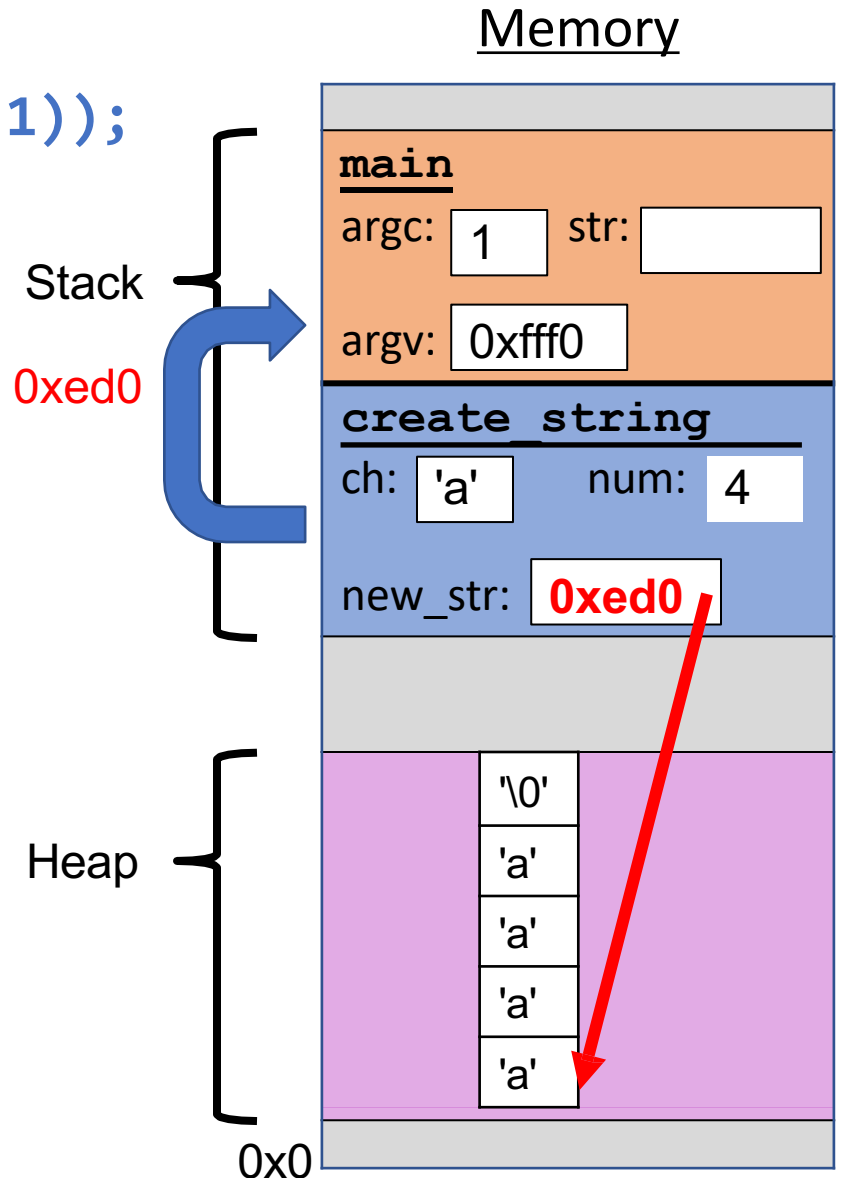 Memory
1));
main
argc: 1 str:
Stack
argv: 0xfff0
0xed0
create_string
ch: 'a' num: 4
new_str: 0xed0
'\0'
Heap
'a'
'a'
'a'
'a'
0x0